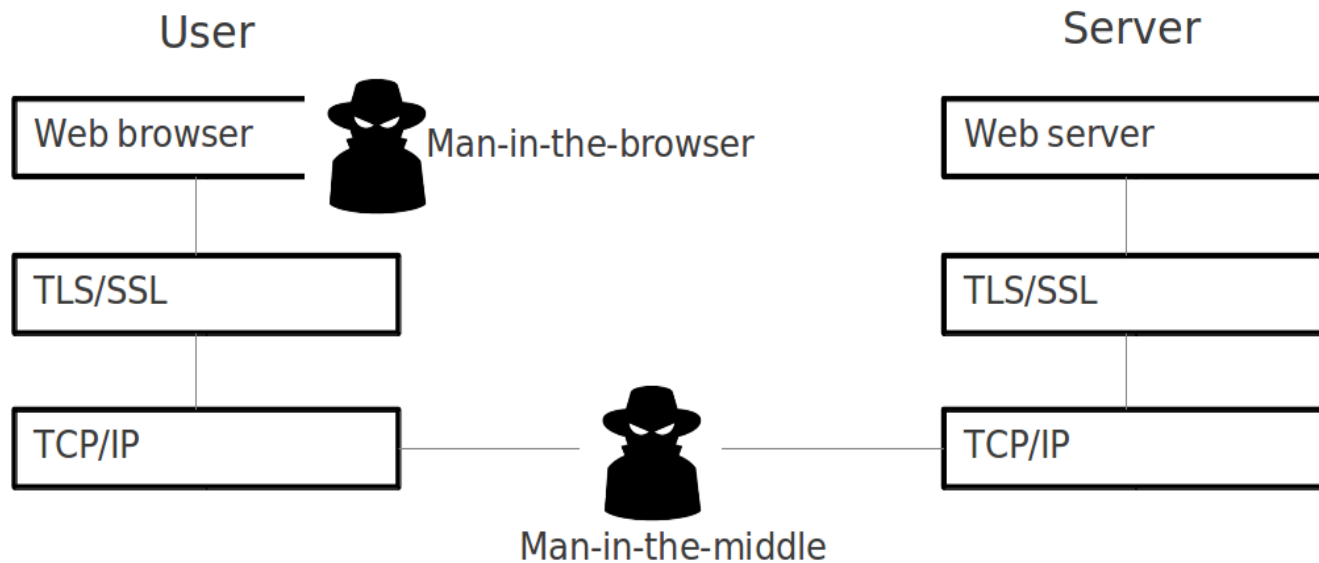 User
Server
Web browser
Man-in-the-browser
Web server
TLS/SSL
TLS/SSL
TCP/IP
TCP/IP
Man-in-the-middle